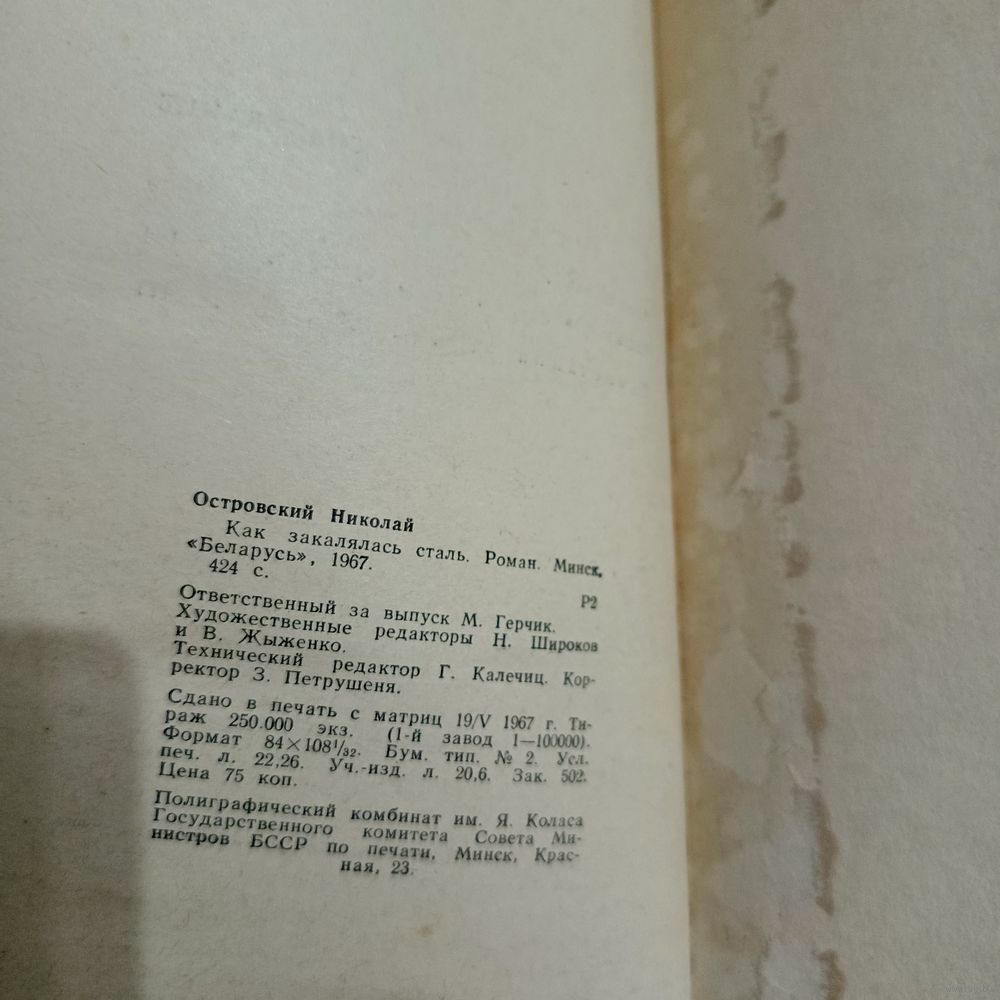 Островский Николай
Как закалялась сталь. Роман. Минск,
«Беларусь», 1967.
424 с.
Р2
Ответственный за выпуск М. Герчик.
Художественные редакторы Н. Широков
и В. Жыженко.
Технический редактор Г. Калечиц. Кор-
ректор З. Петрушеня.
Сдано в печать с матриц 19/V 1967 г. Ти-
раж 250.000 экз. (1-й завод 1—100000).
Формат 84×108¹/₃₂. Бум. тип. № 2. Усл.
печ. л. 22,26. Уч.-изд. л. 20,6. Зак. 502.
Цена 75 коп.
Полиграфический комбинат им. Я. Коласа
Государственного комитета Совета Ми-
нистров БССР по печати, Минск, Крас-
ная, 23.